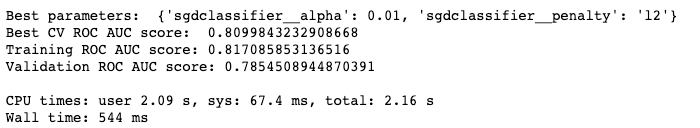 Best parameters:  {'sgdclassifier__alpha': 0.01, 'sgdclassifier__penalty': 'l2'}
Best CV ROC AUC score:  0.8099843232908668
Training ROC AUC score: 0.817085853136516
Validation ROC AUC score: 0.7854508944870391
CPU times: user 2.09 s, sys: 67.4 ms, total: 2.16 s
Wall time: 544 ms